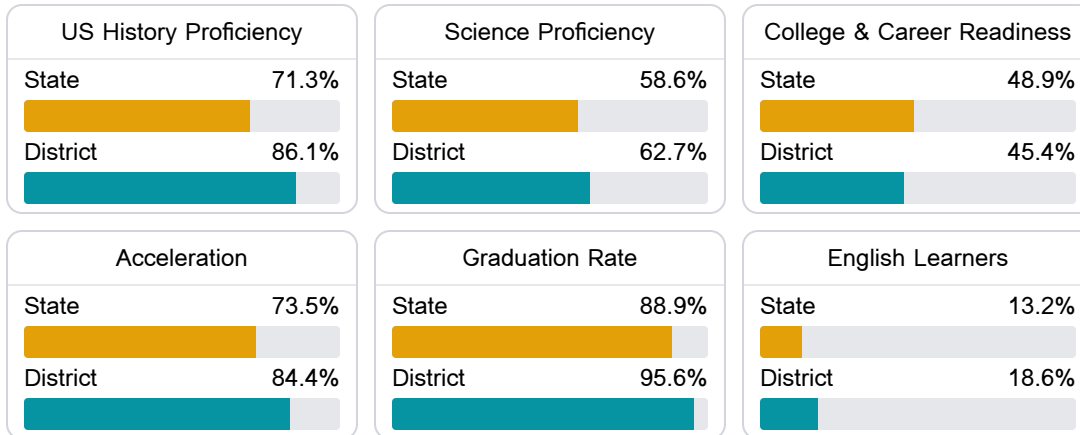 US History Proficiency
State 71.3%
District 86.1%
Science Proficiency
State 58.6%
District 62.7%
College & Career Readiness
State 48.9%
District 45.4%
Acceleration
State 73.5%
District 84.4%
Graduation Rate
State 88.9%
District 95.6%
English Learners
State 13.2%
District 18.6%